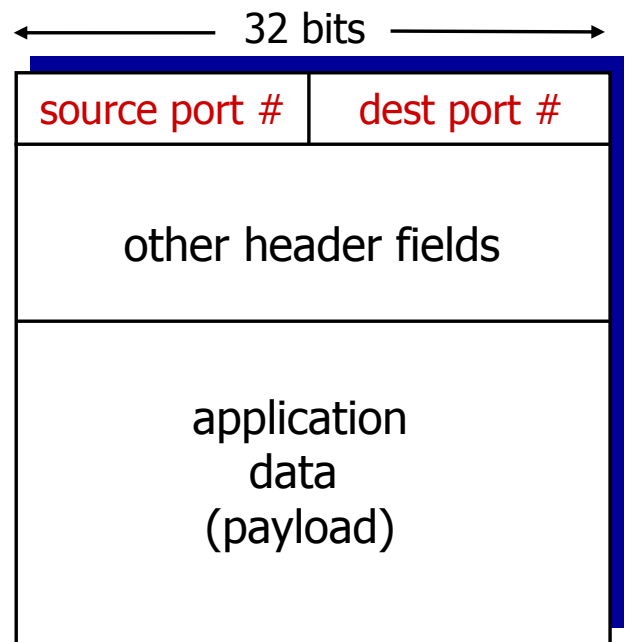 32 bits
source port # dest port #
other header fields
application
data
(payload)